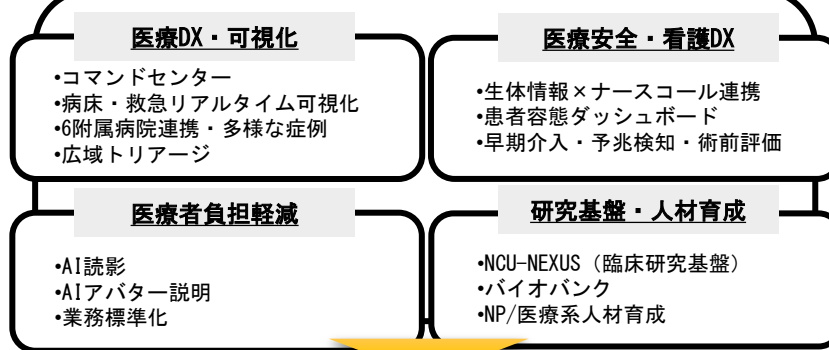 医療DX・可視化
•コマンドセンター
•病床・救急リアルタイム可視化
•6附属病院連携・多様な症例
•広域トリアージ
医療安全・看護DX
•生体情報×ナースコール連携
•患者容態ダッシュボード
•早期介入・予兆検知・術前評価
医療者負担軽減
•AI読影
•AIアバター説明
•業務標準化
研究基盤・人材育成
•NCU-NEXUS（臨床研究基盤）
•バイオバンク
•NP/医療系人材育成